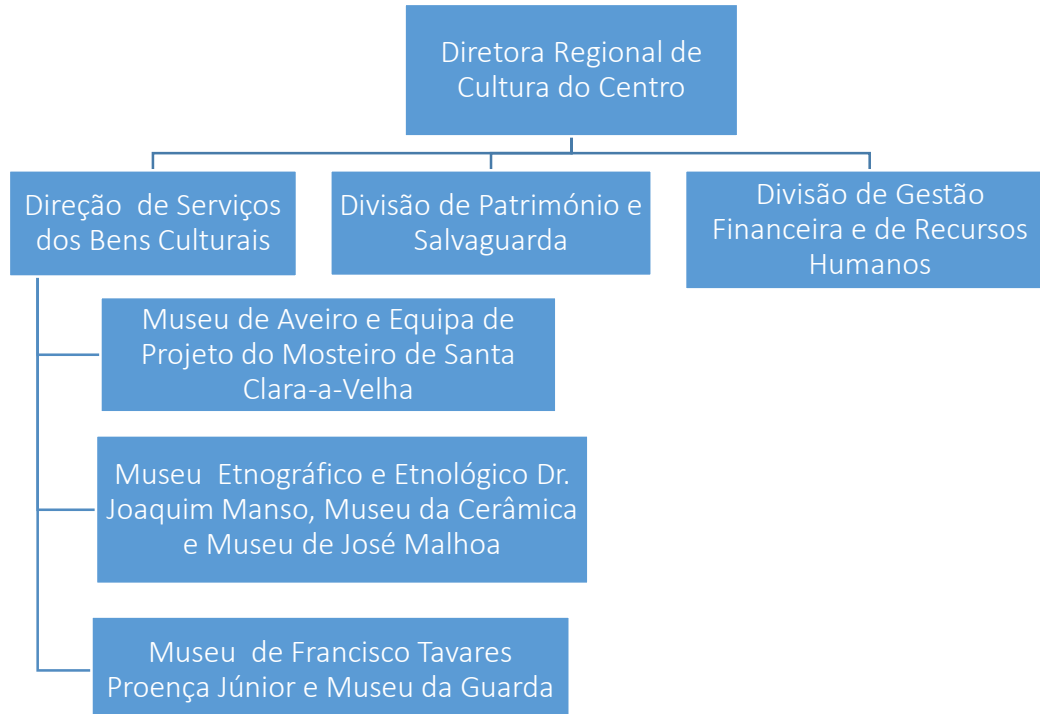 Diretora Regional de
Cultura do Centro
Direção de Serviços
dos Bens Culturais
Divisão de Património e
Salvaguarda
Divisão de Gestão
Financeira e de Recursos
Humanos
Museu de Aveiro e Equipa de
Projeto do Mosteiro de Santa
Clara-a-Velha
Museu Etnográfico e Etnológico Dr.
Joaquim Manso, Museu da Cerâmica
e Museu de José Malhoa
Museu de Francisco Tavares
Proença Júnior e Museu da Guarda